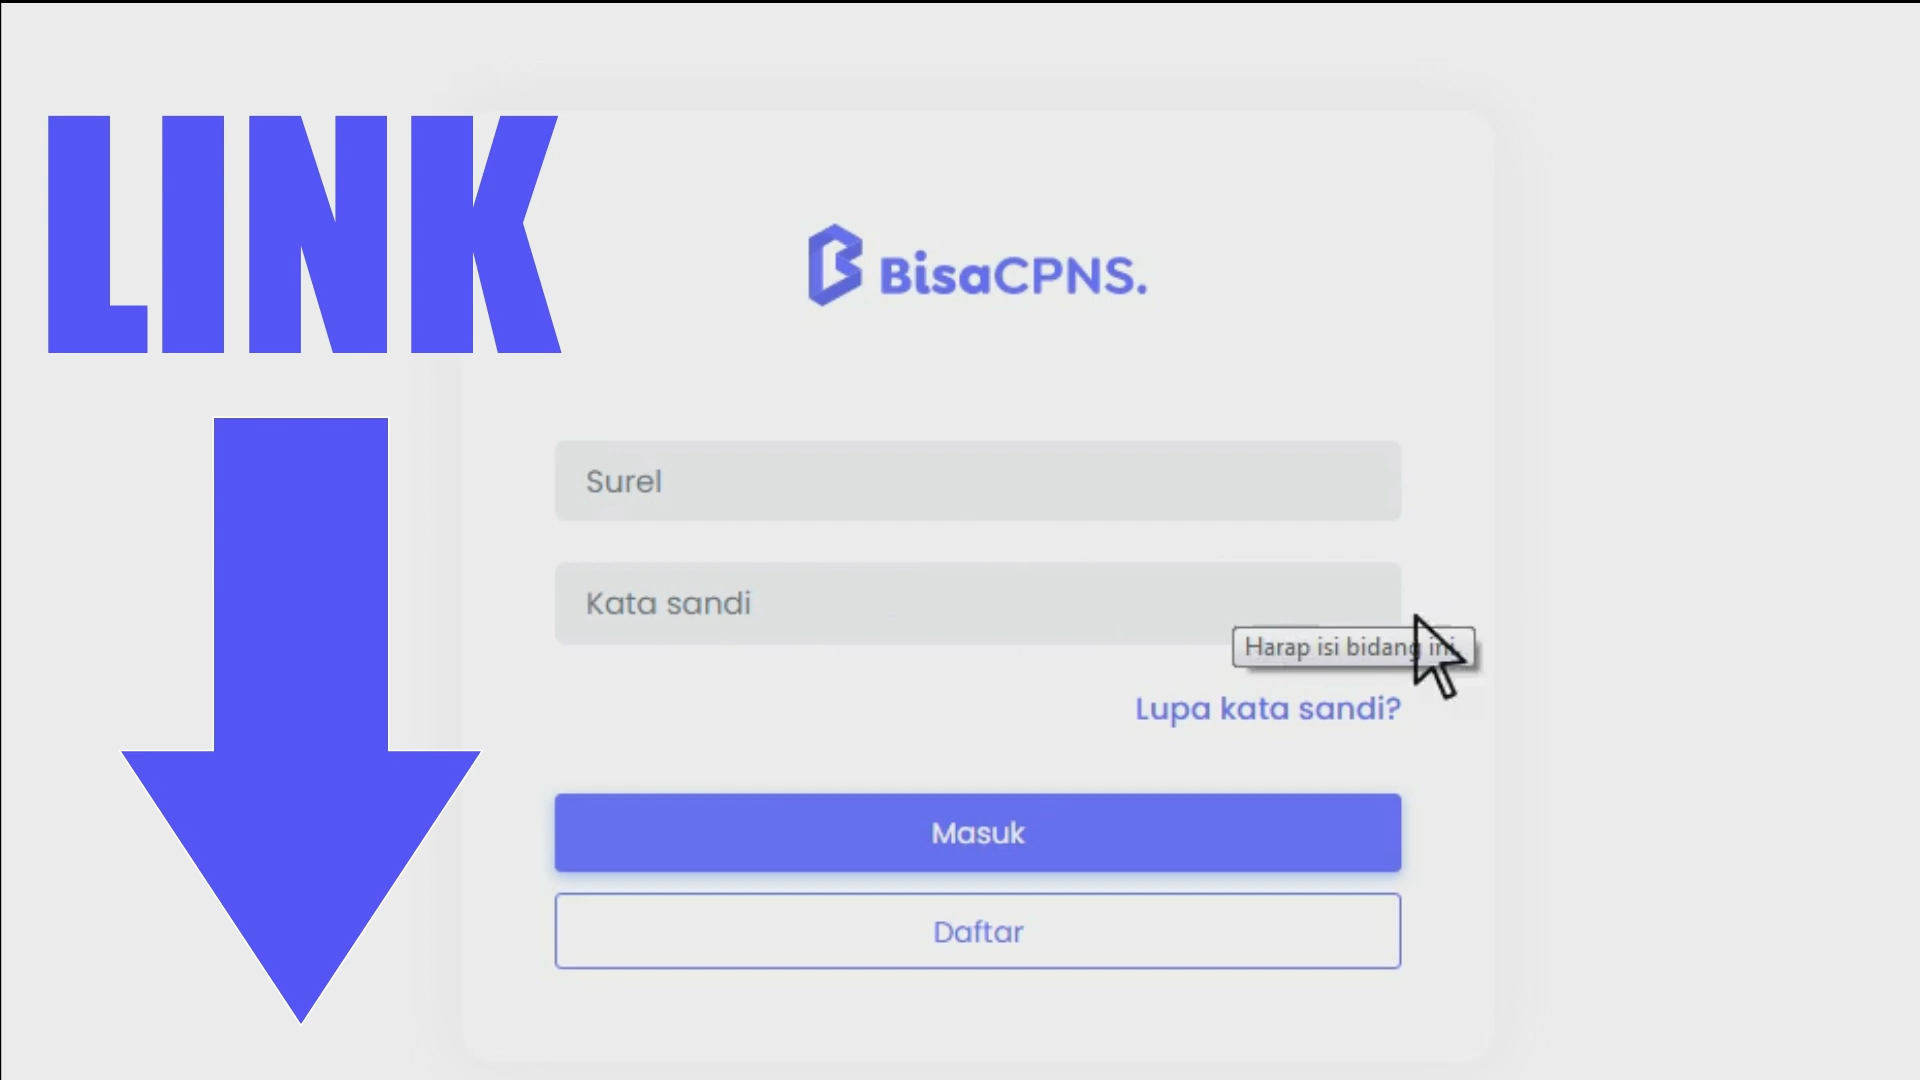 LINK
BisaCPNS.
Surel
Kata sandi
Harap isi bidang ini.
Lupa kata sandi?
Masuk
Daftar